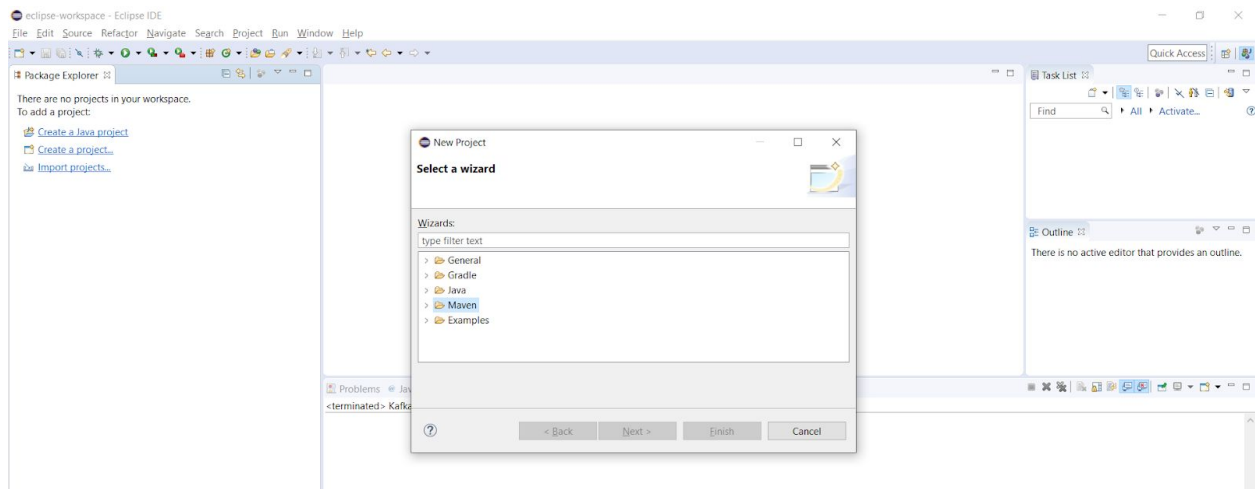 eclipse-workspace - Eclipse IDE
File Edit Source Refactor Navigate Search Project Run Window Help
Quick Access
Package Explorer
There are no projects in your workspace.
To add a project:
Create a Java project
Create a project...
Import projects...
New Project
Select a wizard
Wizards:
type filter text
General
Gradle
Java
Maven
Examples
< Back Next > Finish Cancel
Task List
Find All Activate...
Outline
There is no active editor that provides an outline.
Problems Jav
<terminated> Kafka